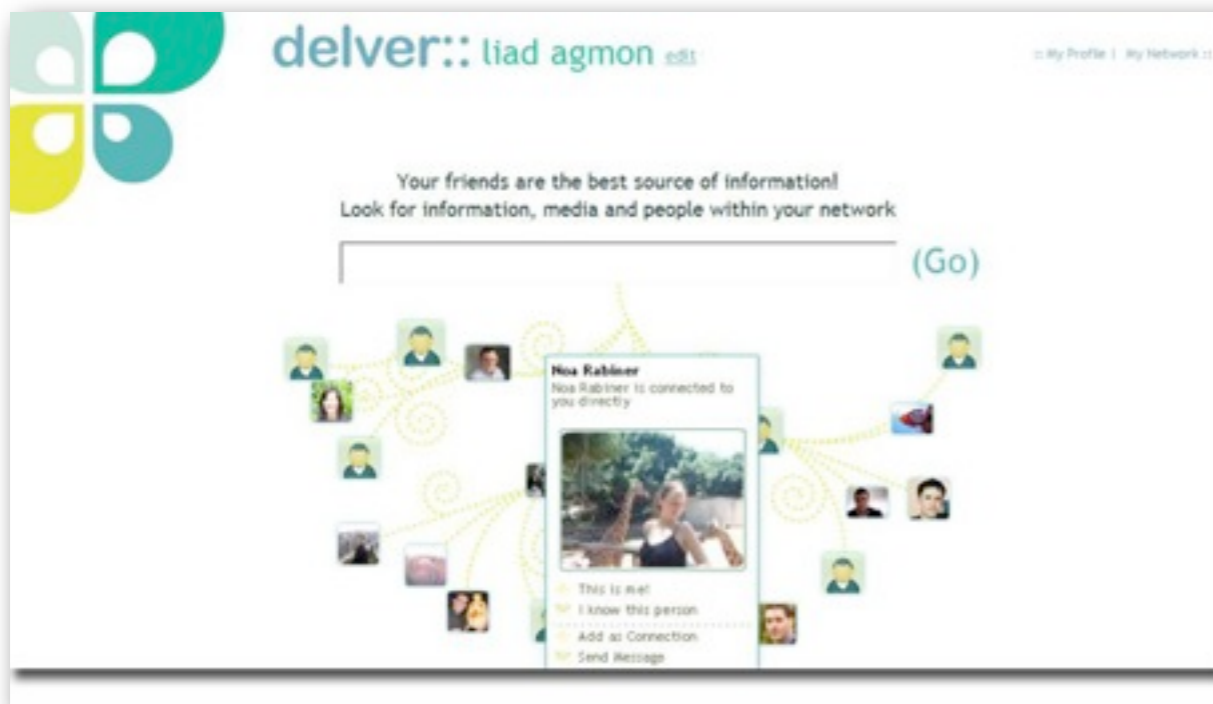 delver:: liad agmon edit
:: My Profile | My Network ::
Your friends are the best source of information!
Look for information, media and people within your network
(Go)
Noa Rabiner
Noa Rabiner is connected to
you directly
This is me!
I know this person
Add as Connection
Send Message